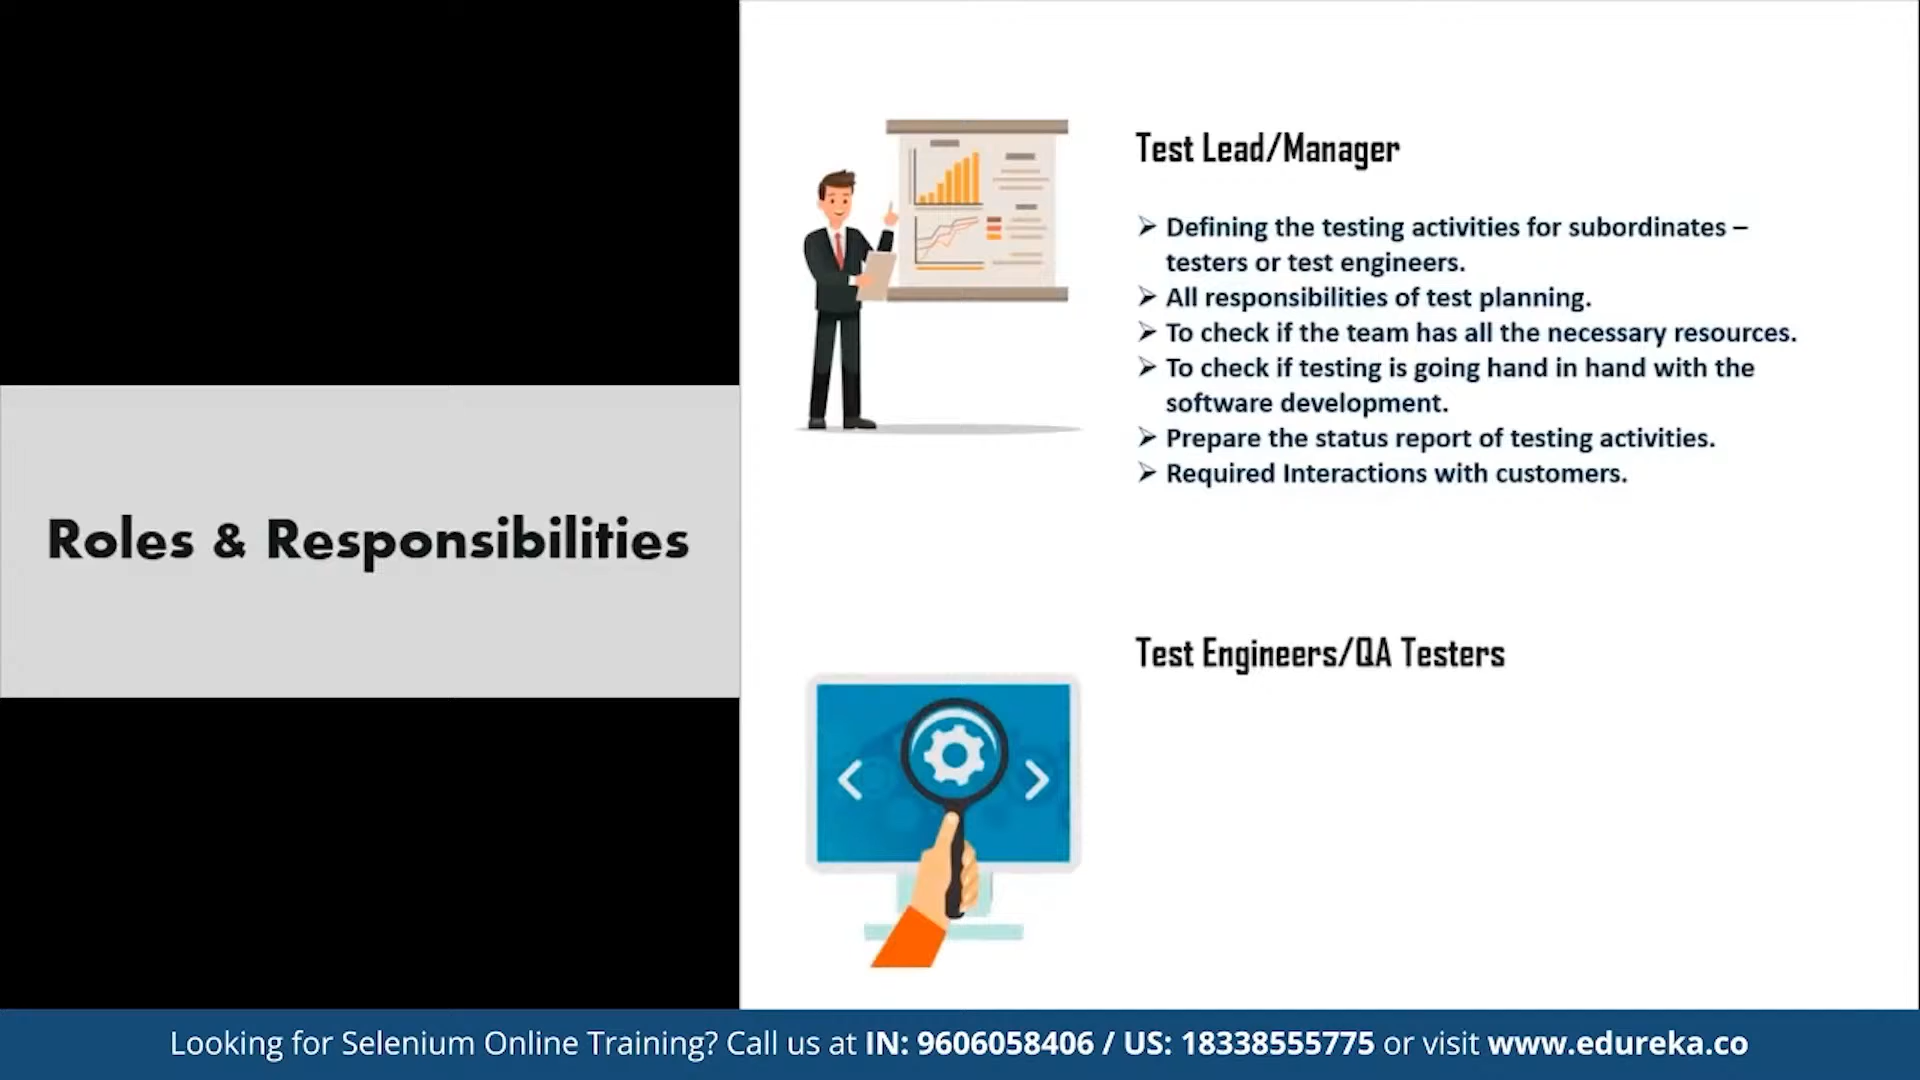 Roles & Responsibilities
Test Lead/Manager
➢ Defining the testing activities for subordinates –
testers or test engineers.
➢ All responsibilities of test planning.
➢ To check if the team has all the necessary resources.
➢ To check if testing is going hand in hand with the
software development.
➢ Prepare the status report of testing activities.
➢ Required Interactions with customers.
Test Engineers/QA Testers
Looking for Selenium Online Training? Call us at IN: 9606058406 / US: 18338555775 or visit www.edureka.co